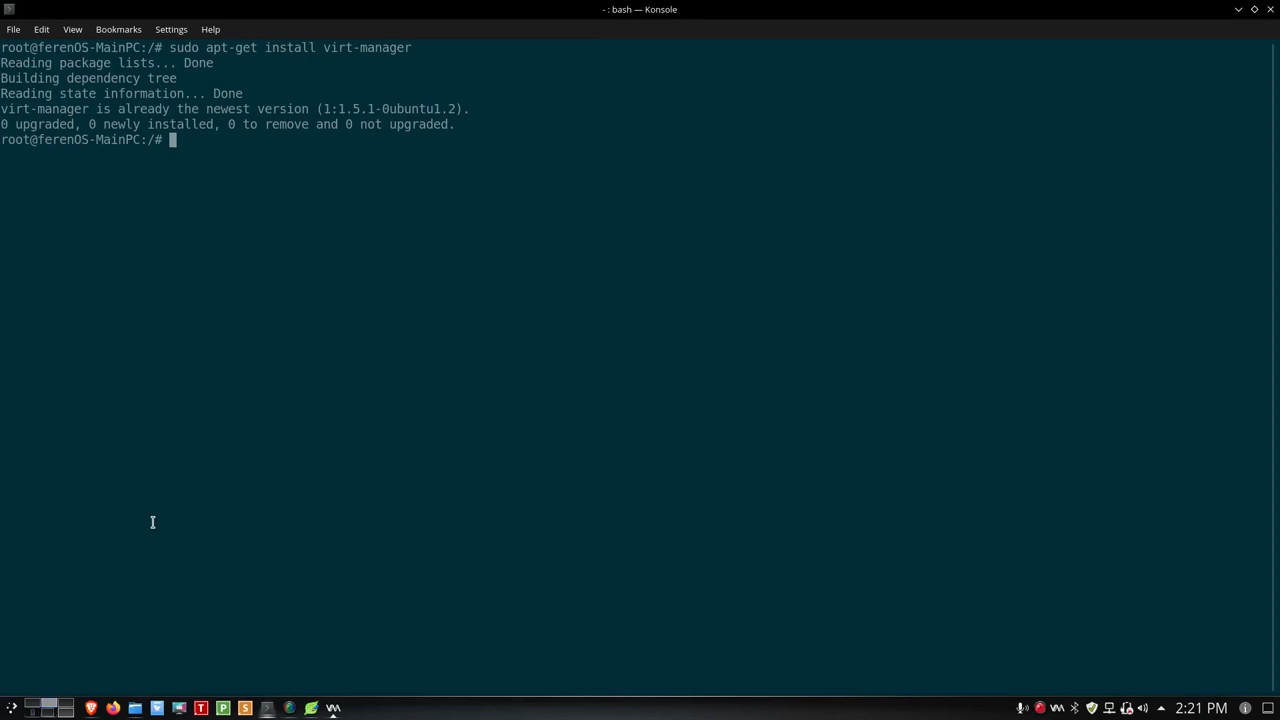 - : bash — Konsole
File Edit View Bookmarks Settings Help
root@ferenOS-MainPC:/# sudo apt-get install virt-manager
Reading package lists... Done
Building dependency tree
Reading state information... Done
virt-manager is already the newest version (1:1.5.1-0ubuntu1.2).
0 upgraded, 0 newly installed, 0 to remove and 0 not upgraded.
root@ferenOS-MainPC:/#
T P S 2:21 PM